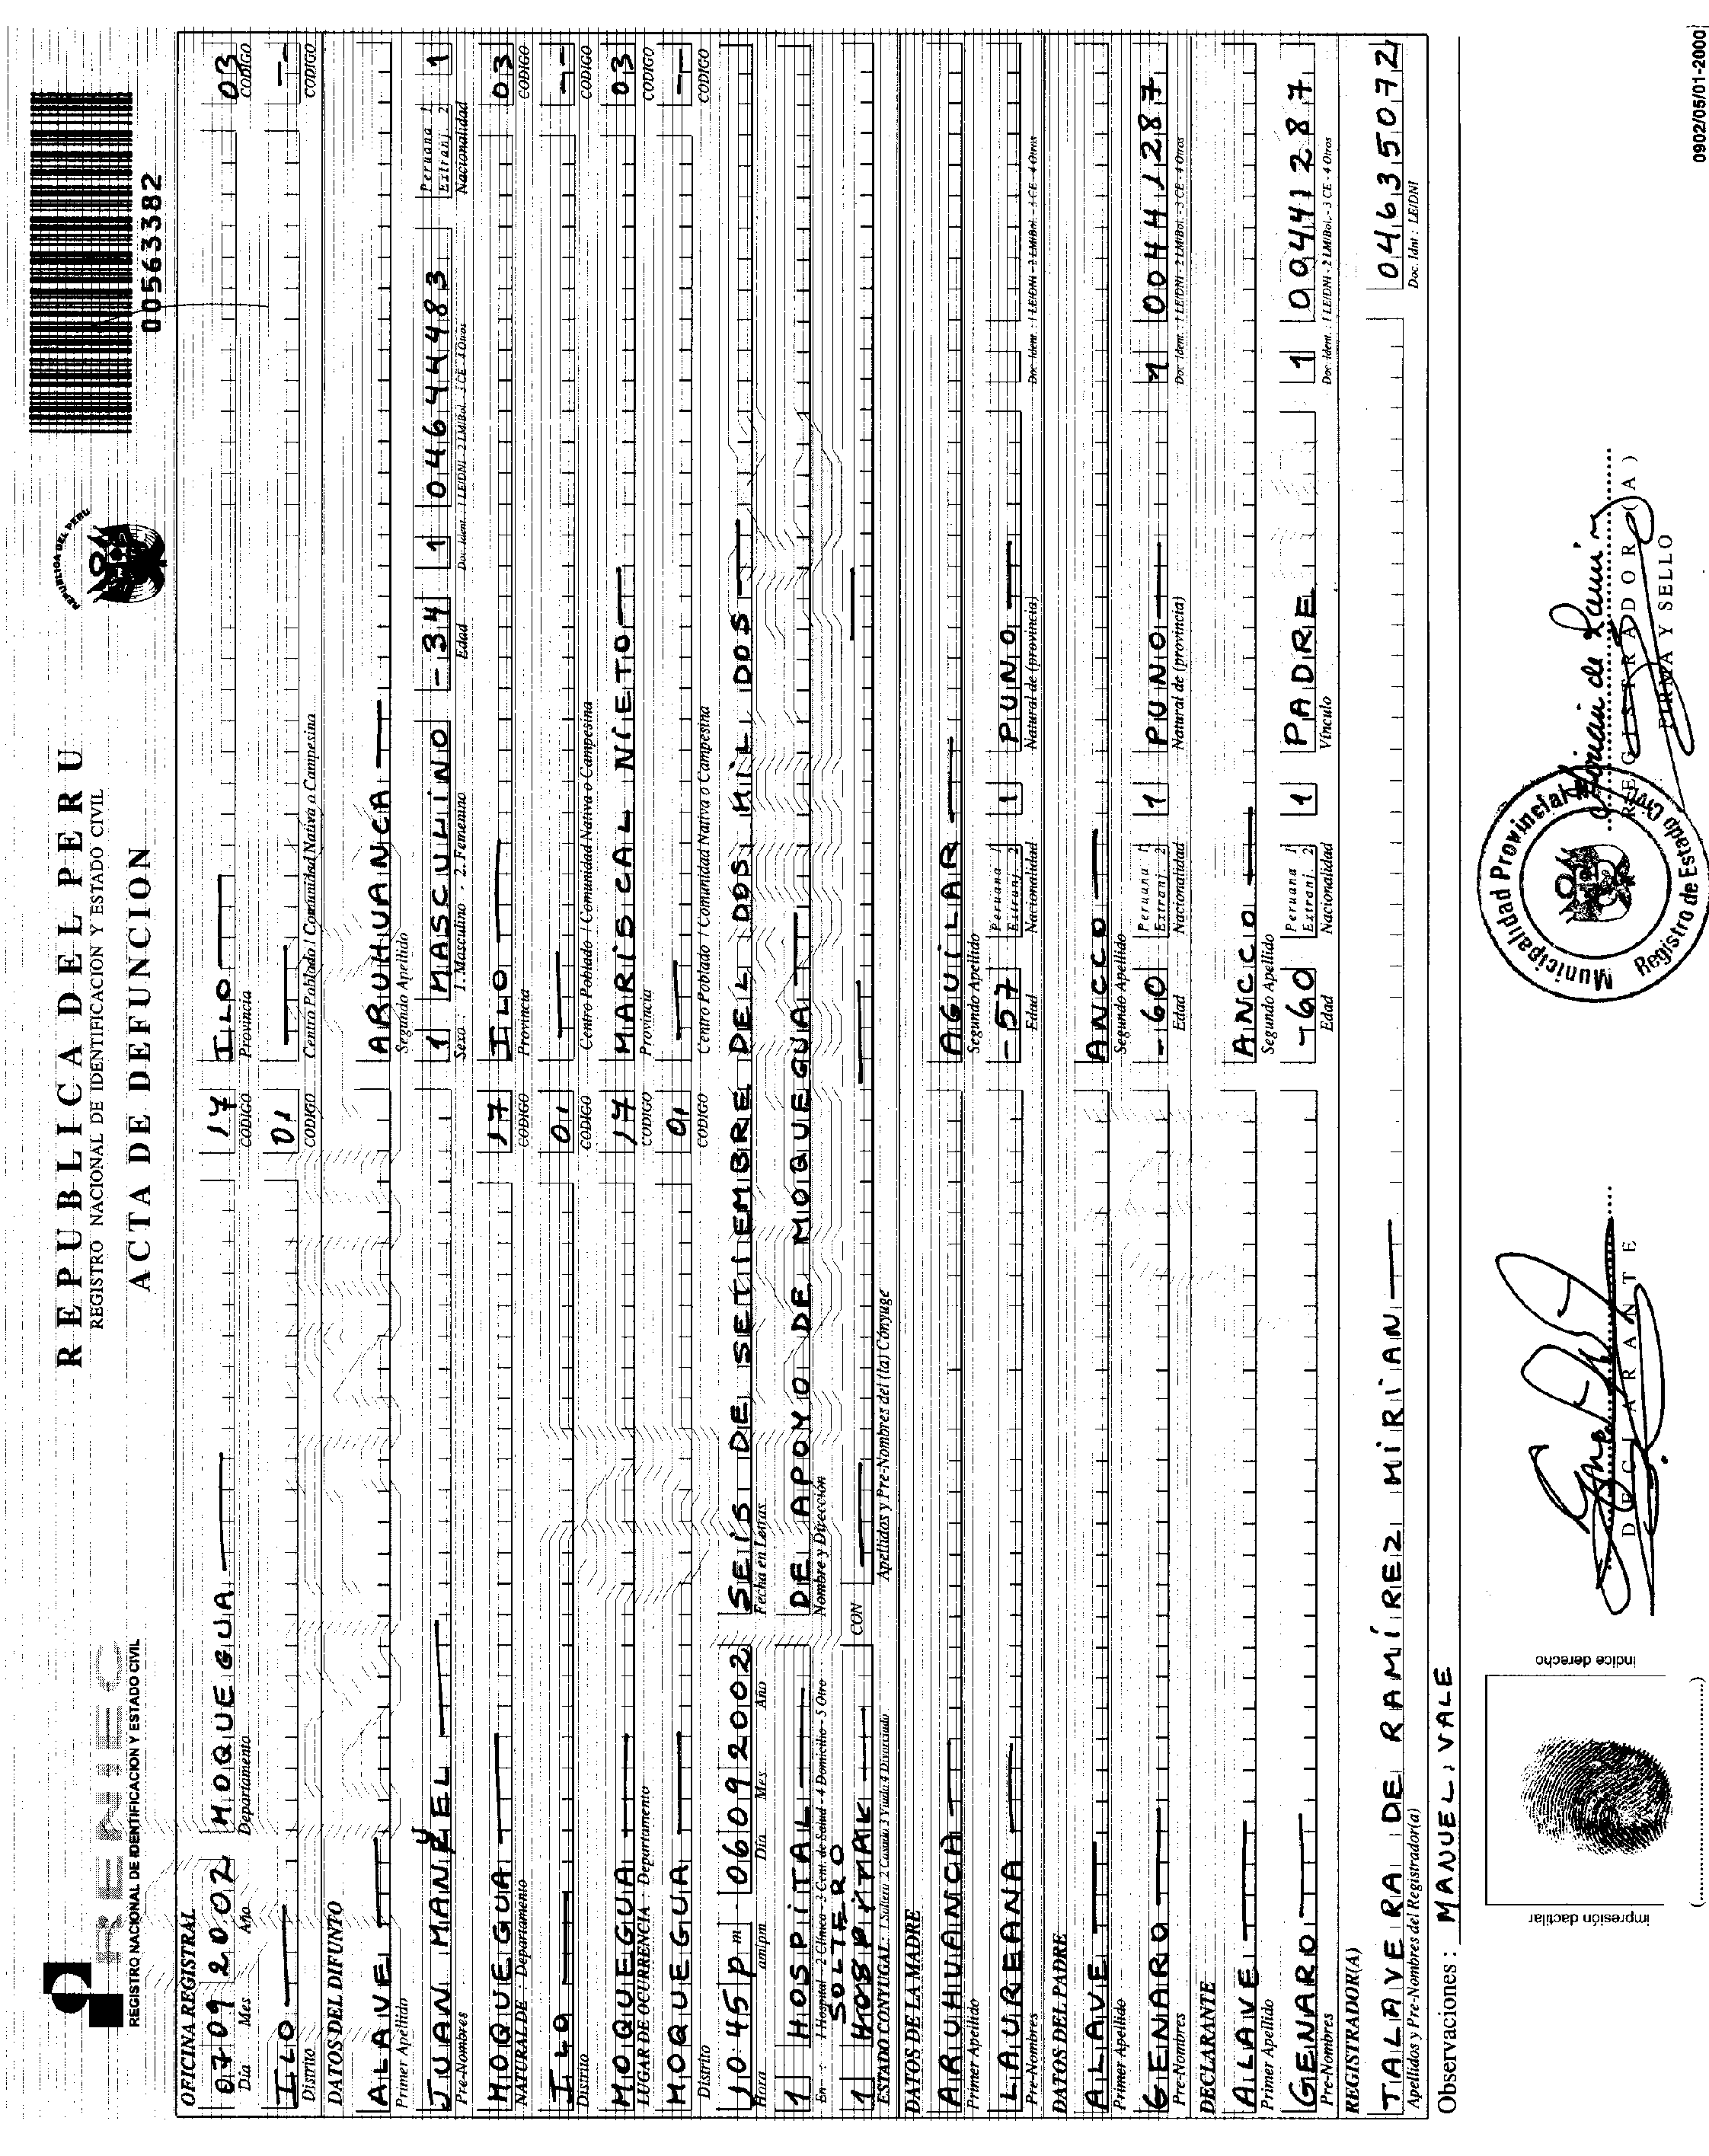 RENIEC
REGISTRO NACIONAL DE IDENTIFICACION Y ESTADO CIVIL
REPUBLICA DEL PERU
REGISTRO NACIONAL DE IDENTIFICACION Y ESTADO CIVIL
ACTA DE DEFUNCION
REPUBLICA DEL PERU
00563382
OFICINA REGISTRAL
07 09 2002 MOQUEGUA 17 ILO 03
Dia Mes Año Departamento CODIGO Provincia CODIGO
ILO 01 — --
Distrito CODIGO Centro Poblado / Comunidad Nativa o Campesina CODIGO
DATOS DEL DIFUNTO
ALAVE ARUHUANCA
Primer Apellido Segundo Apellido
JUAN MANUEL 1 MASCULINO -34 1 04644483 Peruana 1 Extranj. 2 1
Pre-Nombres Sexo : 1. Masculino - 2. Femenino Edad Doc. Ident. : 1 LE/DNI - 2 LM/Bol. - 3 CE - 4 Otros Nacionalidad
MOQUEGUA 17 ILO 03
NATURAL DE : Departamento CODIGO Provincia CODIGO
ILO 01 — --
Distrito CODIGO Centro Poblado / Comunidad Nativa o Campesina CODIGO
MOQUEGUA 17 MARISCAL NIETO 03
LUGAR DE OCURRENCIA : Departamento CODIGO Provincia CODIGO
MOQUEGUA 01 — --
Distrito CODIGO Centro Poblado / Comunidad Nativa o Campesina CODIGO
10 45 P m 06 09 2002 SEIS DE SETIEMBRE DEL DOS MIL DOS
Hora am/pm Dia Mes Año Fecha en Letras
1 HOSPITAL DE APOYO DE MOQUEGUA
En : 1 Hospital - 2 Clínica - 3 Cent. de Salud - 4 Domicilio - 5 Otro Nombre y Dirección
SOLTERO
1 HOSPITAL CON
ESTADO CONYUGAL: 1 Soltero 2 Casado 3 Viudo 4 Divorciado Apellidos y Pre-Nombres del (la) Cónyuge
DATOS DE LA MADRE
ARUHUANCA AGUILAR
Primer Apellido Segundo Apellido
LAUREANA -57 Peruana 1 Extranj. 2 1 PUNO
Pre-Nombres Edad Nacionalidad Natural de (provincia) Doc. Ident. : 1 LE/DNI - 2 LM/Bol. - 3 CE - 4 Otros
DATOS DEL PADRE
ALAVE ANCCO
Primer Apellido Segundo Apellido
GENARO -60 Peruana 1 Extranj. 2 1 PUNO 1 00441287
Pre-Nombres Edad Nacionalidad Natural de (provincia) Doc. Ident. : 1 LE/DNI - 2 LM/Bol. - 3 CE - 4 Otros
DECLARANTE
ALAVE ANCCO
Primer Apellido Segundo Apellido
GENARO -60 Peruana 1 Extranj. 2 1 PADRE 1 00441287
Pre-Nombres Edad Nacionalidad Vínculo Doc. Ident. : 1 LE/DNI - 2 LM/Bol. - 3 CE - 4 Otros
REGISTRADOR(A)
TALAVERA DE RAMÍREZ MIRIAN 04635072
Apellidos y Pre-Nombres del Registrador(a) Doc. Idnt : LE/DNI
Observaciones : MANUEL: VALE
impresión dactilar
indice derecho
DECLARANTE
Municipalidad Provincial
Registro de Estado Civil
REGISTRADOR(A)
FIRMA Y SELLO
0902/05/01-2000